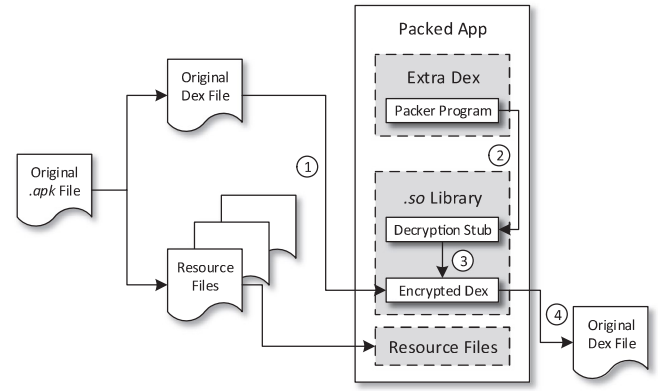 Packed App
Original
Dex File
Extra Dex
Packer Program
1
2
Original
.apk File
.so Library
Decryption Stub
3
Resource
Files
Encrypted Dex
4
Original
Dex File
Resource Files